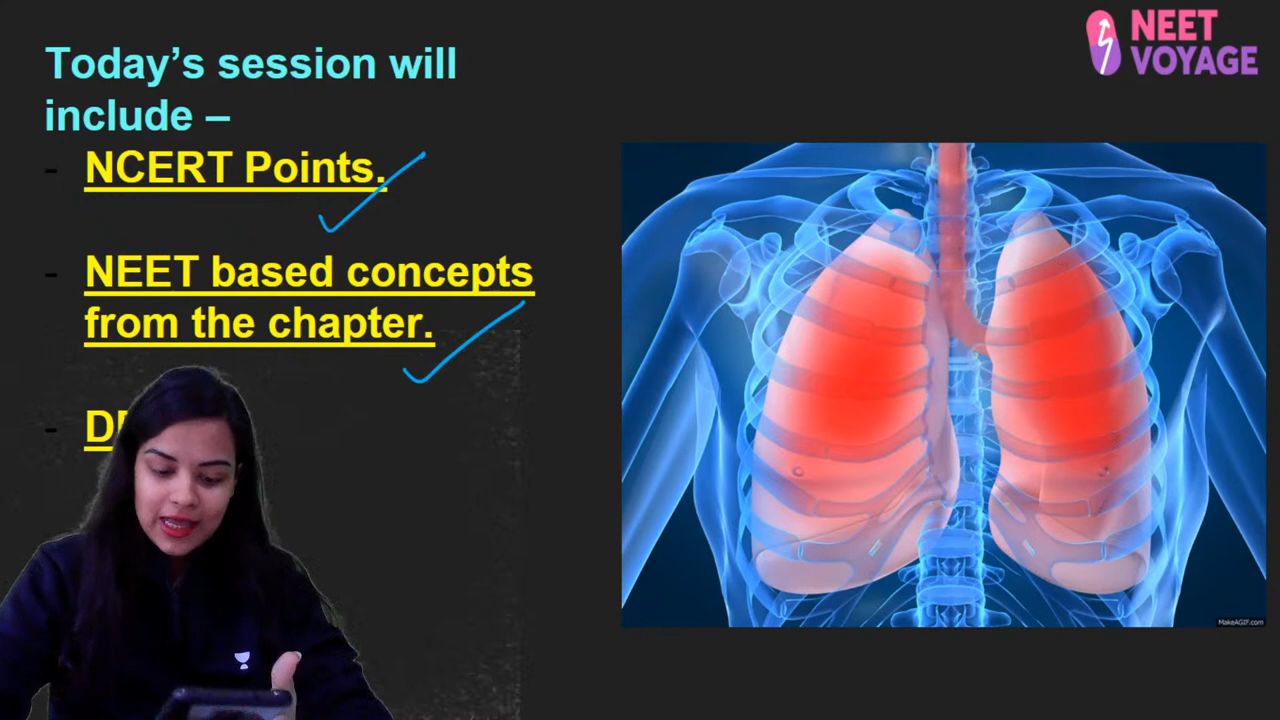 Today’s session will
include –
- NCERT Points.
- NEET based concepts
from the chapter.
-
NEET
VOYAGE
MakeAGIF.com